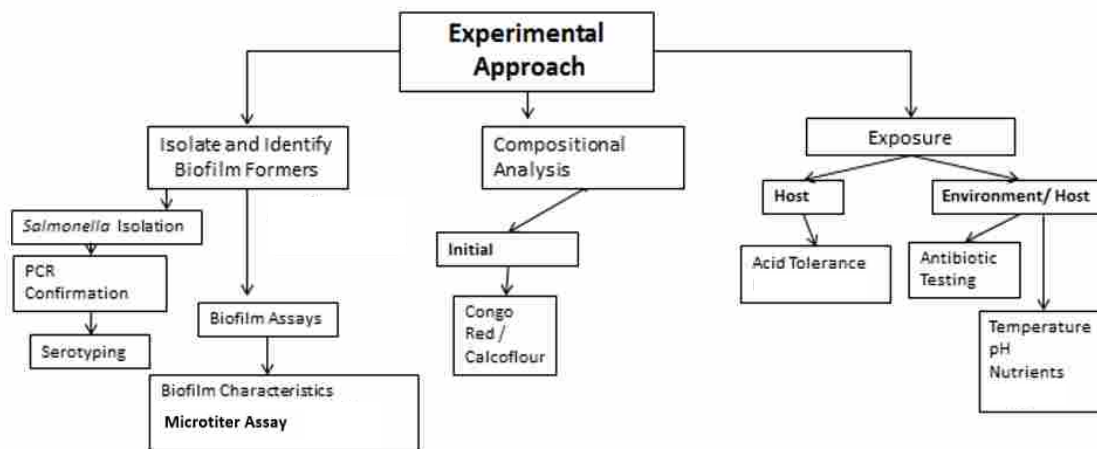 Experimental
Approach
Isolate and Identify
Biofilm Formers
Compositional
Analysis
Exposure
Salmonella Isolation
PCR
Confirmation
Serotyping
Biofilm Assays
Biofilm Characteristics
Microtiter Assay
Initial
Congo
Red /
Calcoflour
Host
Environment/ Host
Acid Tolerance
Antibiotic
Testing
Temperature
pH
Nutrients